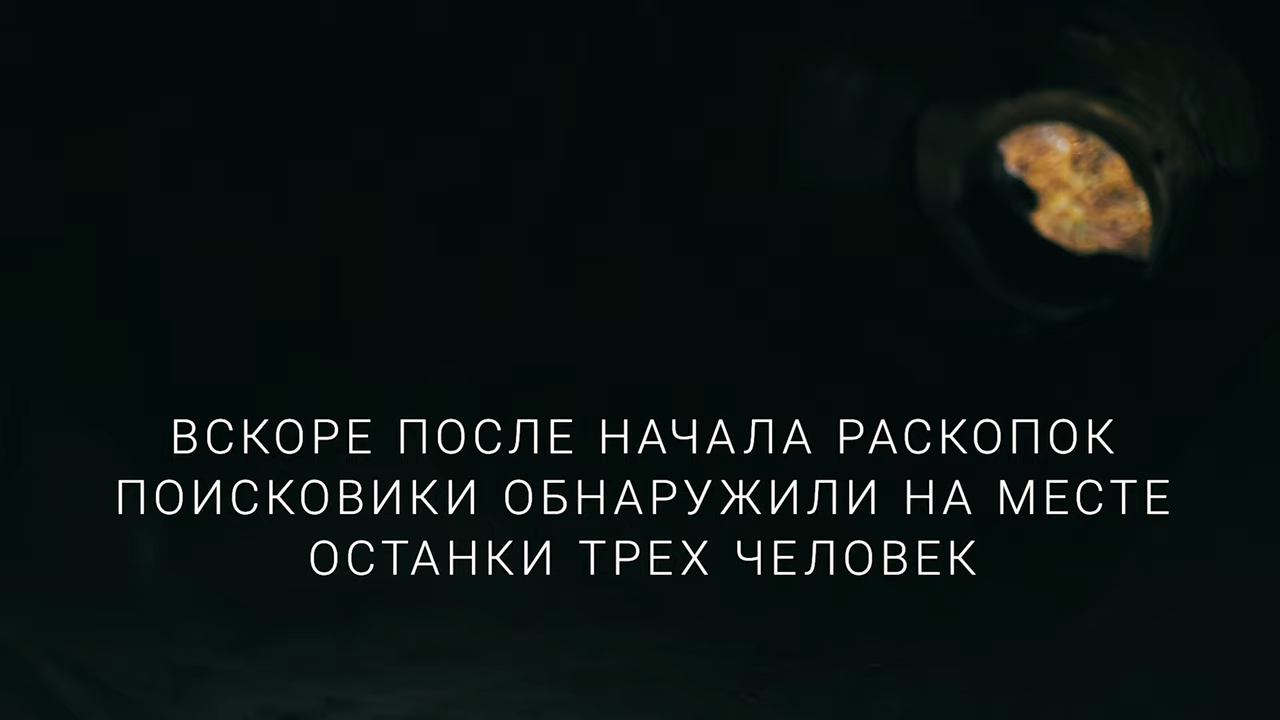 ВСКОРЕ ПОСЛЕ НАЧАЛА РАСКОПОК
ПОИСКОВИКИ ОБНАРУЖИЛИ НА МЕСТЕ
ОСТАНКИ ТРЕХ ЧЕЛОВЕК